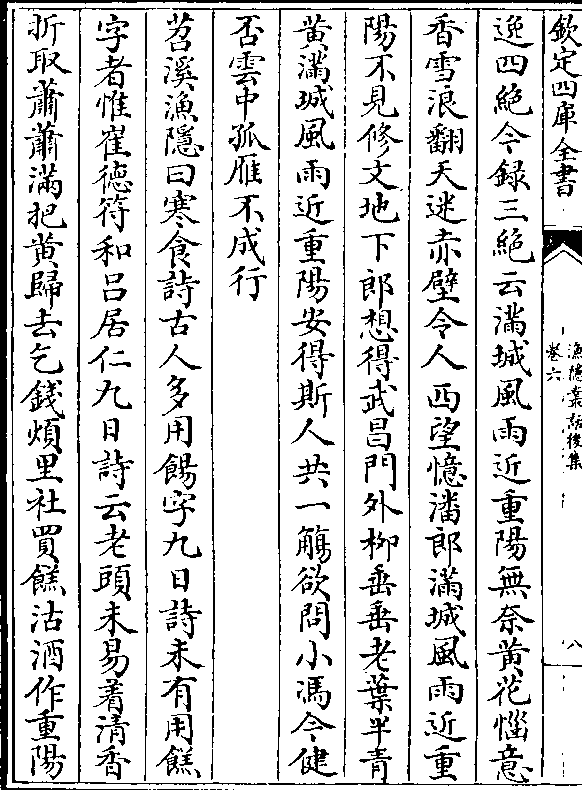 欽定四庫全書
漁隱叢話後集
卷六
八
逸四絶今録三絶云滿城風雨近重陽無奈黄花惱意
香雪浪翻天迷赤壁令人西望憶潘郎滿城風雨近重
陽不見修文地下郎想得武昌門外栁垂垂老葉半青
黄滿城風雨近重陽安得斯人共一觴欲問小馮今健
否雲中孤雁不成行
苕溪漁隱曰寒食詩古人多用餳字九日詩未有用餻
字者惟崔德符和吕居仁九日詩云老頭未易着清香
折取蕭蕭滿把黄歸去乞錢煩里社買餻沽酒作重陽